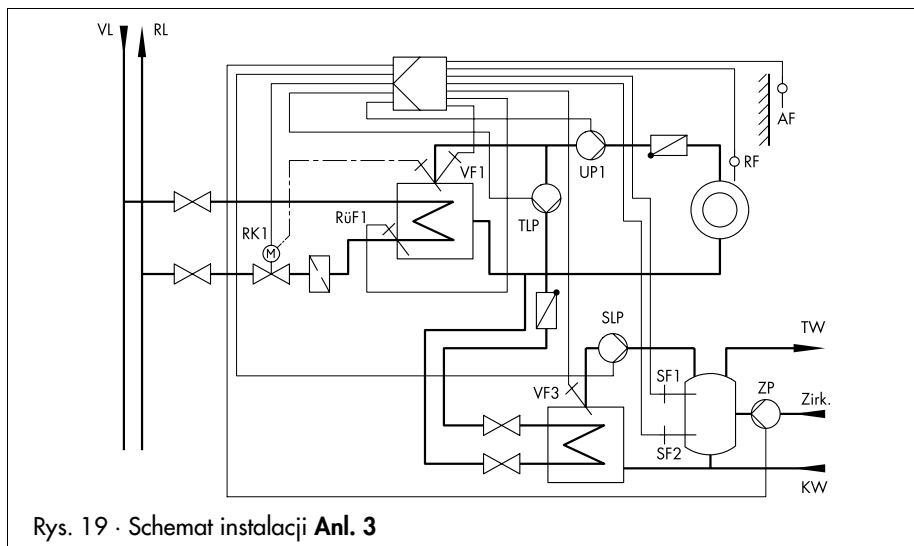 VL RL
AF
VF1
UP1
RF
RK1
M
RüF1
TLP
SLP
TW
SF1
ZP
VF3
Zirk.
SF2
KW
Rys. 19 · Schemat instalacji Anl. 3